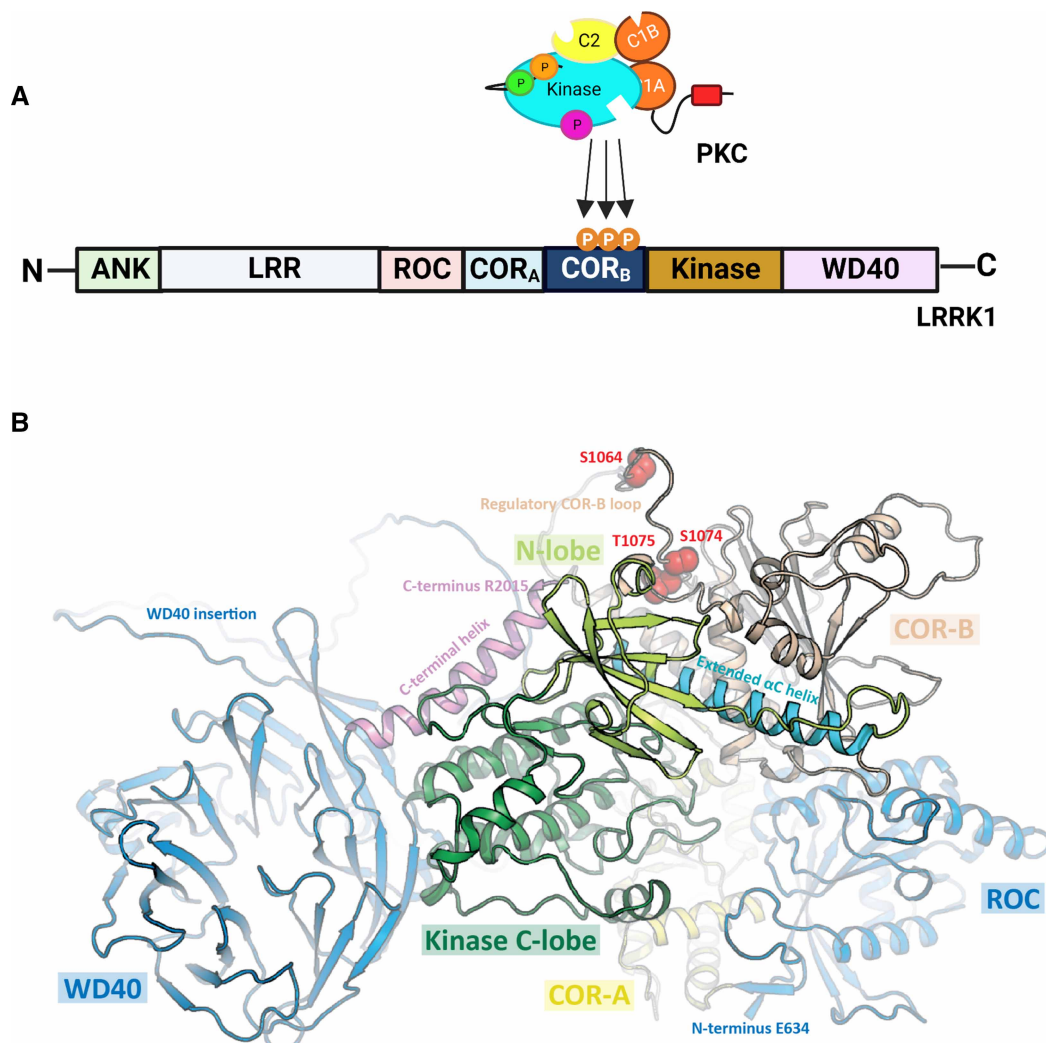 A
C2
C1B
P
P
Kinase
1A
P
PKC
P P P
N
ANK
LRR
ROC
CORA
CORB
Kinase
WD40
C
LRRK1
B
S1064
Regulatory COR-B loop
N-lobe
T1075
S1074
C-terminus R2015
WD40 insertion
C-terminal helix
COR-B
Extended αC helix
ROC
Kinase C-lobe
WD40
COR-A
N-terminus E634